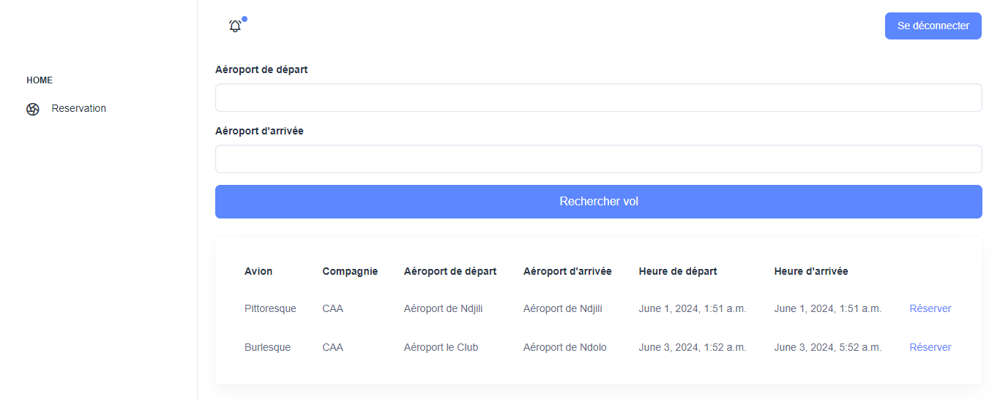 Se déconnecter
HOME
Reservation
Aéroport de départ
Aéroport d'arrivée
Rechercher vol
Avion Compagnie Aéroport de départ Aéroport d'arrivée Heure de départ Heure d'arrivée
Pittoresque CAA Aéroport de Ndjili Aéroport de Ndjili June 1, 2024, 1:51 a.m. June 1, 2024, 1:51 a.m. Réserver
Burlesque CAA Aéroport le Club Aéroport de Ndolo June 3, 2024, 1:52 a.m. June 3, 2024, 5:52 a.m. Réserver